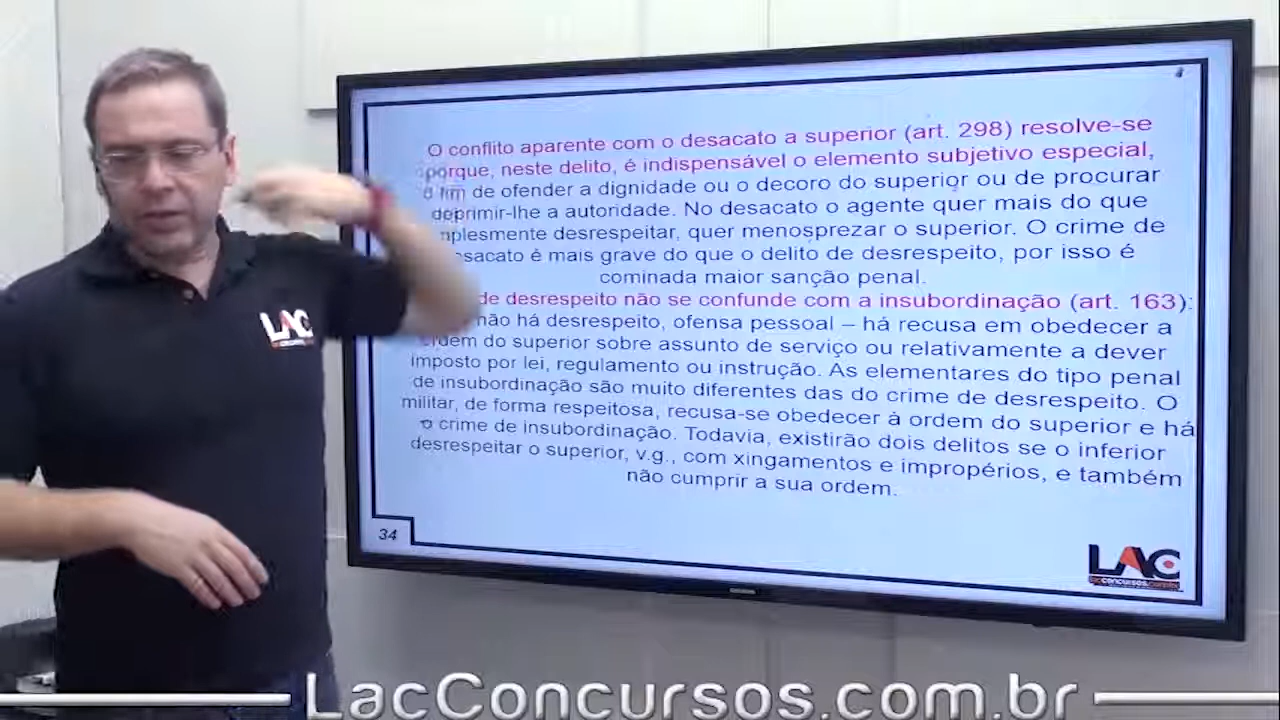 O conflito aparente com o desacato a superior (art. 298) resolve-se
porque, neste delito, é indispensável o elemento subjetivo especial,
o fim de ofender a dignidade ou o decoro do superior ou de procurar
deprimir-lhe a autoridade. No desacato o agente quer mais do que
mplesmente desrespeitar, quer menosprezar o superior. O crime de
sacato é mais grave do que o delito de desrespeito, por isso é
cominada maior sanção penal.
de desrespeito não se confunde com a insubordinação (art. 163):
não há desrespeito, ofensa pessoal – há recusa em obedecer a
ordem do superior sobre assunto de serviço ou relativamente a dever
imposto por lei, regulamento ou instrução. As elementares do tipo penal
de insubordinação são muito diferentes das do crime de desrespeito. O
militar, de forma respeitosa, recusa-se obedecer à ordem do superior e há
o crime de insubordinação. Todavia, existirão dois delitos se o inferior
desrespeitar o superior, v.g., com xingamentos e impropérios, e também
não cumprir a sua ordem.
34
LAC
LAC
LacConcursos.com.br